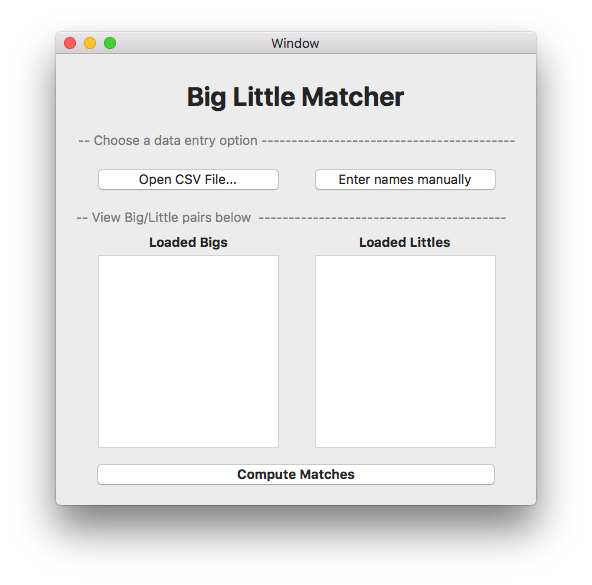 Window
Big Little Matcher
-- Choose a data entry option -------------------------------------------
Open CSV File... Enter names manually
-- View Big/Little pairs below ------------------------------------------
Loaded Bigs Loaded Littles
Compute Matches